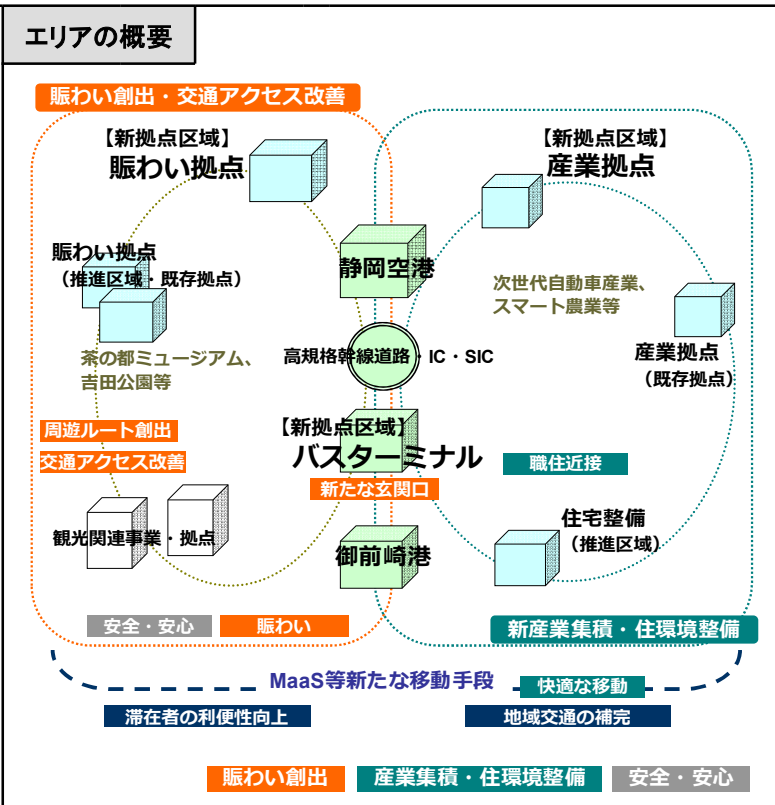 エリアの概要
賑わい創出・交通アクセス改善
【新拠点区域】
賑わい拠点
【新拠点区域】
産業拠点
賑わい拠点
（推進区域・既存拠点）
静岡空港
次世代自動車産業、
スマート農業等
茶の都ミュージアム、
吉田公園等
高規格幹線道路・IC・SIC
産業拠点
（既存拠点）
周遊ルート創出
交通アクセス改善
【新拠点区域】
バスターミナル
新たな玄関口
職住近接
観光関連事業・拠点
御前崎港
住宅整備
（推進区域）
安全・安心
賑わい
新産業集積・住環境整備
MaaS等新たな移動手段
快適な移動
滞在者の利便性向上
地域交通の補完
賑わい創出
産業集積・住環境整備
安全・安心